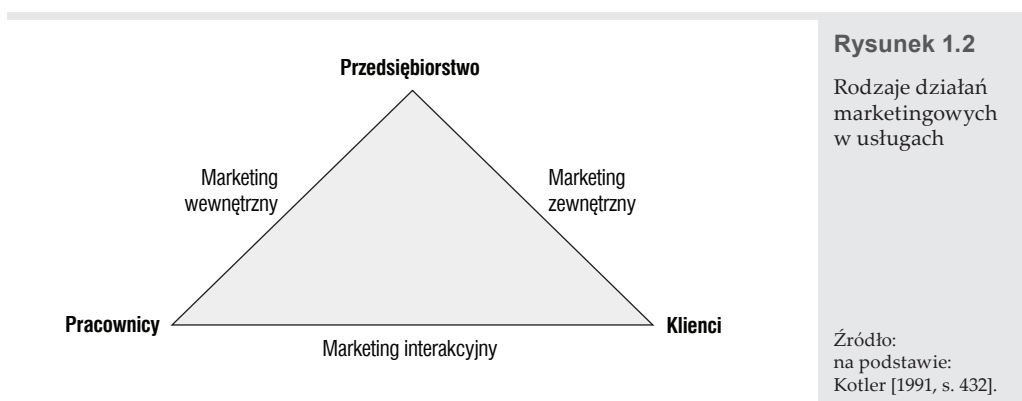 Przedsiębiorstwo
Marketing
wewnętrzny
Marketing
zewnętrzny
Pracownicy
Klienci
Marketing interakcyjny
Rysunek 1.2
Rodzaje działań
marketingowych
w usługach
Źródło:
na podstawie:
Kotler [1991, s. 432].